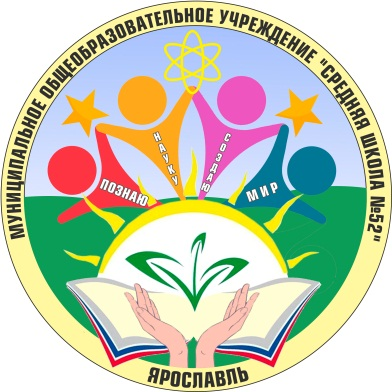 МУНИЦИПАЛЬНОЕ ОБЩЕОБРАЗОВАТЕЛЬНОЕ УЧРЕЖДЕНИЕ "СРЕДНЯЯ ШКОЛА №52"
ПОЗНАЮ
НАУКУ
СОЗДАЮ
МИР
ЯРОСЛАВЛЬ